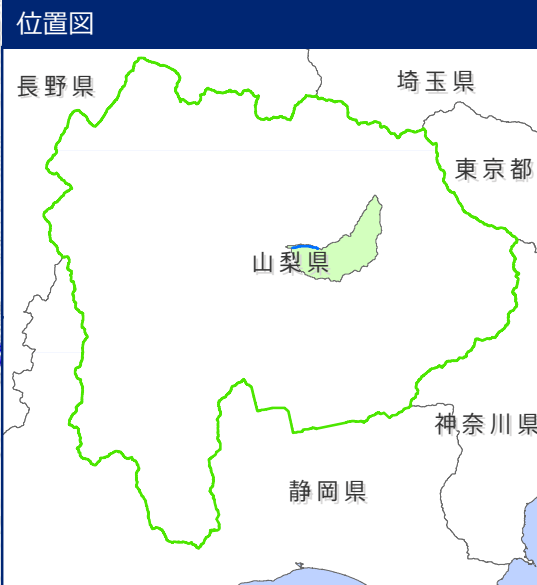 位置図
長野県
埼玉県
東京都
山梨県
神奈川県
静岡県